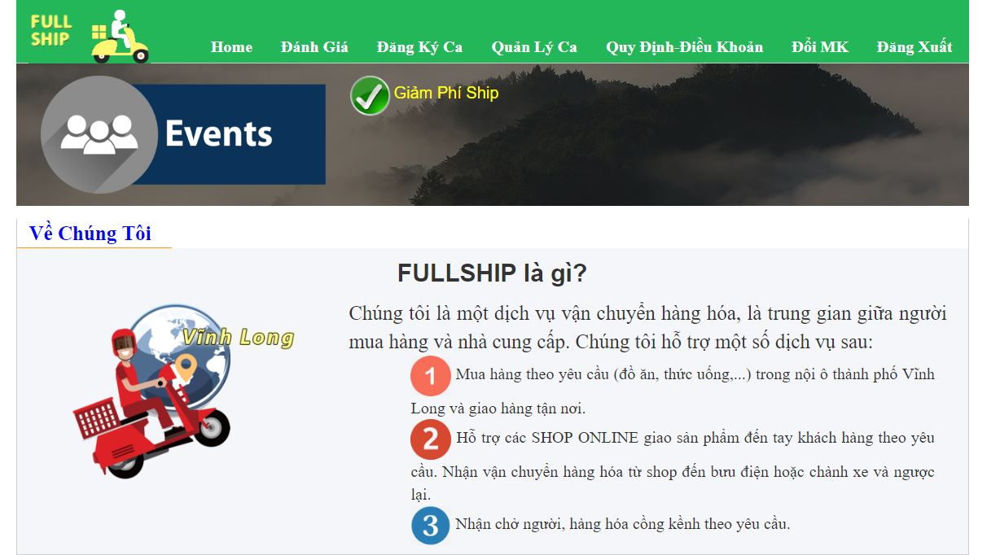 FULL
SHIP
Home Đánh Giá Đăng Ký Ca Quản Lý Ca Quy Định-Điều Khoản Đổi MK Đăng Xuất
Events
Giảm Phí Ship
Về Chúng Tôi
FULLSHIP là gì?
Vĩnh Long
Chúng tôi là một dịch vụ vận chuyển hàng hóa, là trung gian giữa người
mua hàng và nhà cung cấp. Chúng tôi hỗ trợ một số dịch vụ sau:
1 Mua hàng theo yêu cầu (đồ ăn, thức uống,...) trong nội ô thành phố Vĩnh
Long và giao hàng tận nơi.
2 Hỗ trợ các SHOP ONLINE giao sản phẩm đến tay khách hàng theo yêu
cầu. Nhận vận chuyển hàng hóa từ shop đến bưu điện hoặc chành xe và ngược
lại.
3 Nhận chở người, hàng hóa cồng kềnh theo yêu cầu.